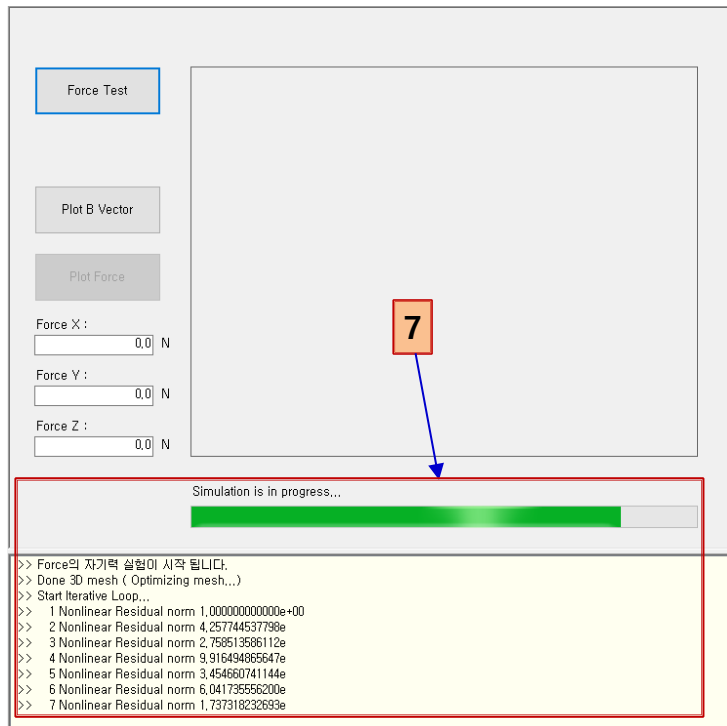 Force Test
Plot B Vector
Plot Force
7
Force X :
0,0 N
Force Y :
0,0 N
Force Z :
0,0 N
Simulation is in progress,,,
>> Force의 자기력 실험이 시작 됩니다.
>> Done 3D mesh ( Optimizing mesh,,,)
>> Start Iterative Loop,,,
>> 1 Nonlinear Residual norm 1,000000000000e+00
>> 2 Nonlinear Residual norm 4,257744537798e
>> 3 Nonlinear Residual norm 2,758513586112e
>> 4 Nonlinear Residual norm 9,916494865647e
>> 5 Nonlinear Residual norm 3,454660741144e
>> 6 Nonlinear Residual norm 6,041735556200e
>> 7 Nonlinear Residual norm 1,737318232693e